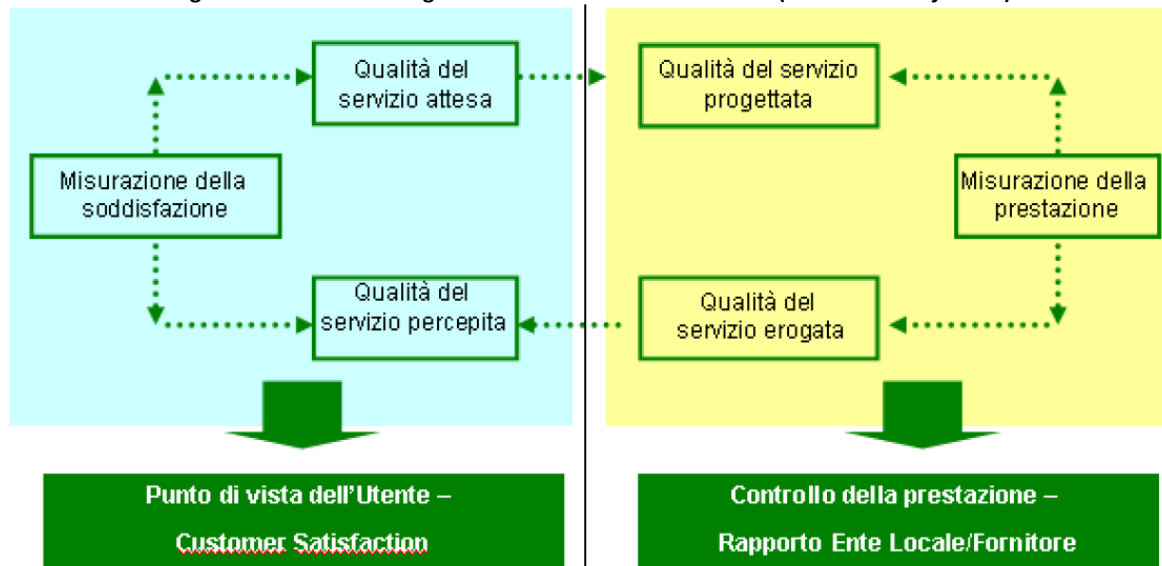 Qualità del
servizio attesa
Qualità del servizio
progettata
Misurazione della
soddisfazione
Misurazione della
prestazione
Qualità del
servizio percepita
Qualità del
servizio erogata
Punto di vista dell'Utente –
Customer Satisfaction
Controllo della prestazione –
Rapporto Ente Locale/Fornitore